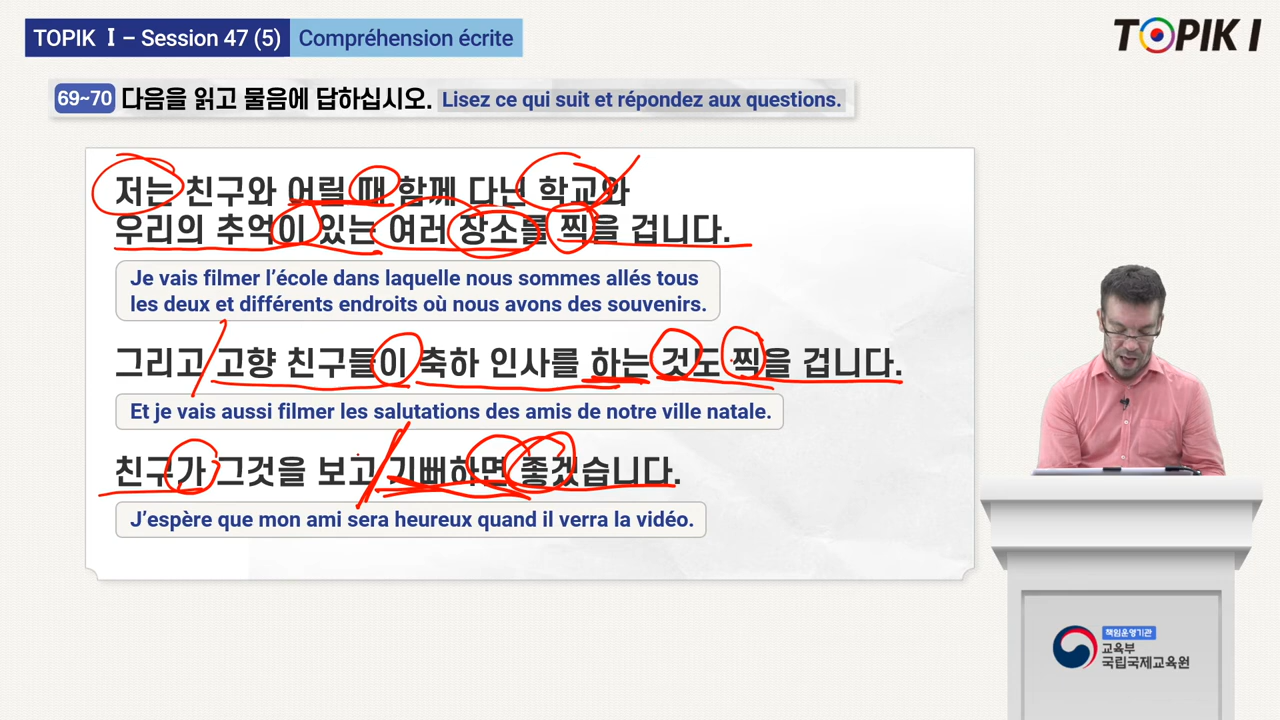 TOPIK Ⅰ – Session 47 (5) Compréhension écrite
TOPIK I
69~70 다음을 읽고 물음에 답하십시오. Lisez ce qui suit et répondez aux questions.
저는 친구와 어릴 때 함께 다닌 학교와
우리의 추억이 있는 여러 장소를 찍을 겁니다.
Je vais filmer l’école dans laquelle nous sommes allés tous
les deux et différents endroits où nous avons des souvenirs.
그리고 고향 친구들이 축하 인사를 하는 것도 찍을 겁니다.
Et je vais aussi filmer les salutations des amis de notre ville natale.
친구가 그것을 보고 기뻐하면 좋겠습니다.
J’espère que mon ami sera heureux quand il verra la vidéo.
책임운영기관
교육부
국립국제교육원